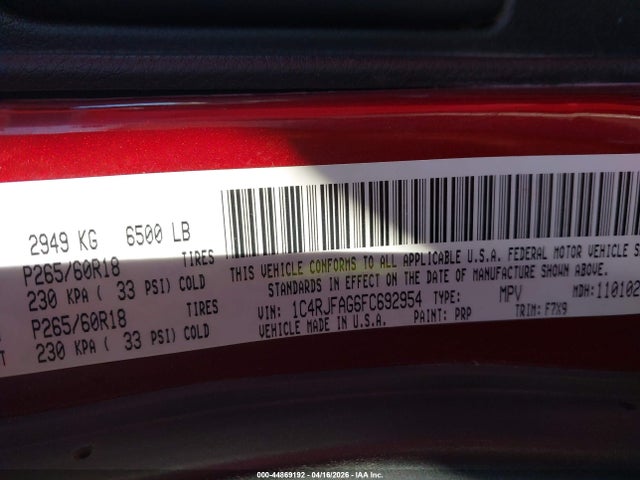 2949 KG 6500 LB
P265/60R18 TIRES
230 KPA ( 33 PSI) COLD
P265/60R18 TIRES
230 KPA ( 33 PSI) COLD
THIS VEHICLE CONFORMS TO ALL APPLICABLE U.S.A. FEDERAL MOTOR VEHICLE
STANDARDS IN EFFECT ON THE DATE OF MANUFACTURE SHOWN ABOVE.
VIN: 1C4RJFAG6FC692954 TYPE: MPV MDH: 110102
VEHICLE MADE IN U.S.A. PAINT: PRP TRIM: F7X9
000-44869192 - 04/16/2026 - IAA Inc.